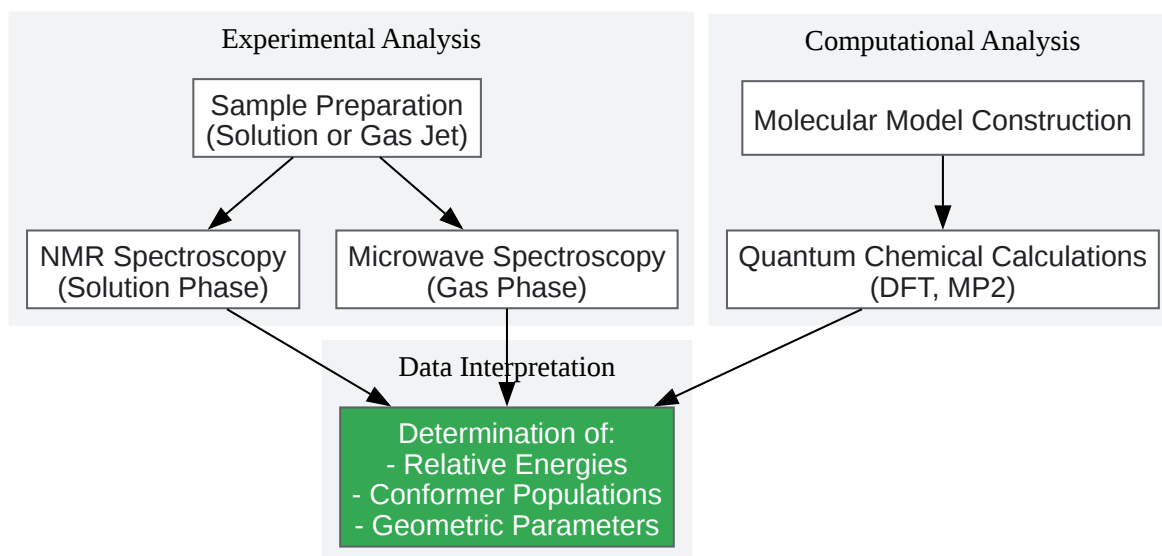 Experimental Analysis
Sample Preparation
(Solution or Gas Jet)
NMR Spectroscopy
(Solution Phase)
Microwave Spectroscopy
(Gas Phase)
Computational Analysis
Molecular Model Construction
Quantum Chemical Calculations
(DFT, MP2)
Data Interpretation
Determination of:
- Relative Energies
- Conformer Populations
- Geometric Parameters